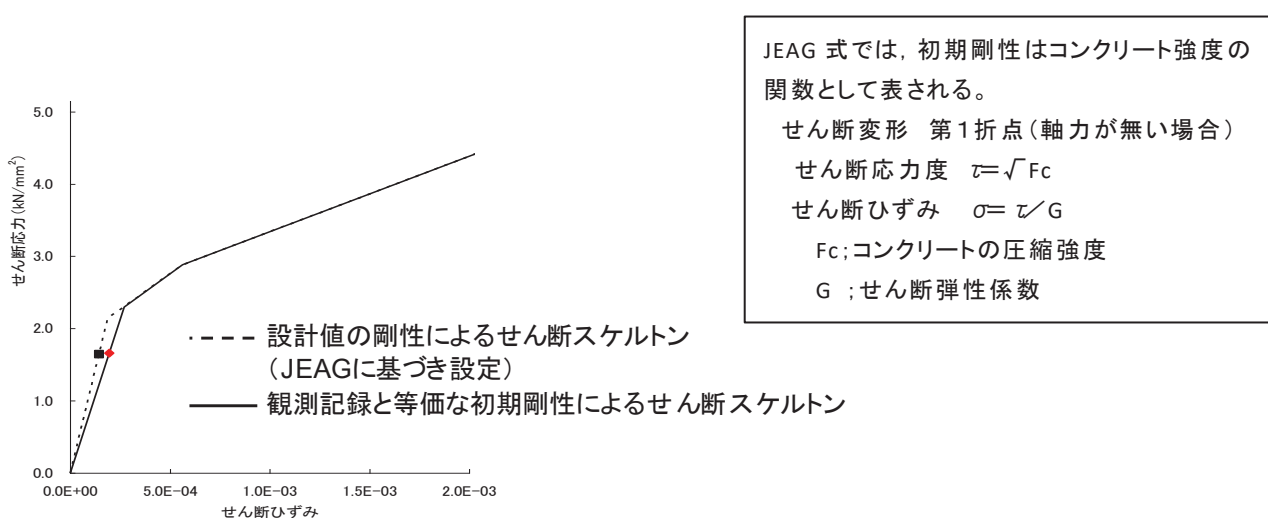 5.0
4.0
3.0
2.0
1.0
0.0
せん断応力(kN/mm²)
0.0E+00 5.0E-04 1.0E-03 1.5E-03 2.0E-03
せん断ひずみ
設計値の剛性によるせん断スケルトン
(JEAGに基づき設定)
観測記録と等価な初期剛性によるせん断スケルトン
JEAG 式では, 初期剛性はコンクリート強度の
関数として表される。
せん断変形 第1折点(軸力が無い場合)
せん断応力度 τ=√Fc
せん断ひずみ σ= τ/G
Fc;コンクリートの圧縮強度
G ;せん断弾性係数